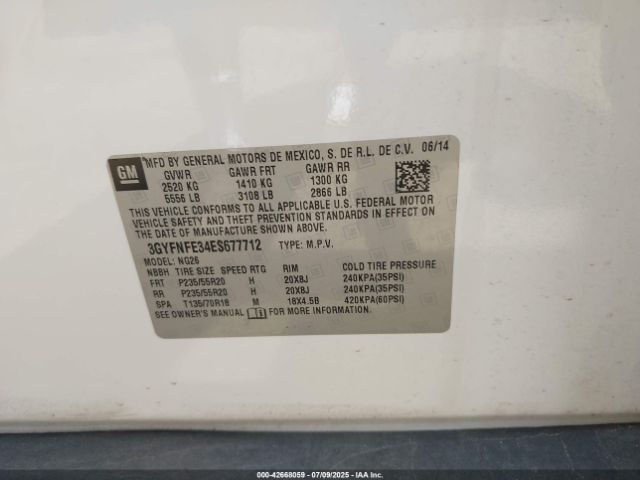 GM
MFD BY GENERAL MOTORS DE MEXICO, S. DE R.L. DE C.V. 06/14
GVWR GAWR FRT GAWR RR
2520 KG 1410 KG 1300 KG
5556 LB 3108 LB 2866 LB
THIS VEHICLE CONFORMS TO ALL APPLICABLE U.S. FEDERAL MOTOR
VEHICLE SAFETY AND THEFT PREVENTION STANDARDS IN EFFECT ON
THE DATE OF MANUFACTURE SHOWN ABOVE.
3GYFNFE34ES677712 TYPE: M.P.V.
MODEL: NG26
NBBH TIRE SIZE SPEED RTG RIM COLD TIRE PRESSURE
FRT P235/55R20 H 20X8J 240KPA(35PSI)
RR P235/55R20 H 20X8J 240KPA(35PSI)
SPA T135/70R18 M 18X4.5B 420KPA(60PSI)
SEE OWNER'S MANUAL FOR MORE INFORMATION.
000-42668059 | 07/09/2025 - IAA Inc.